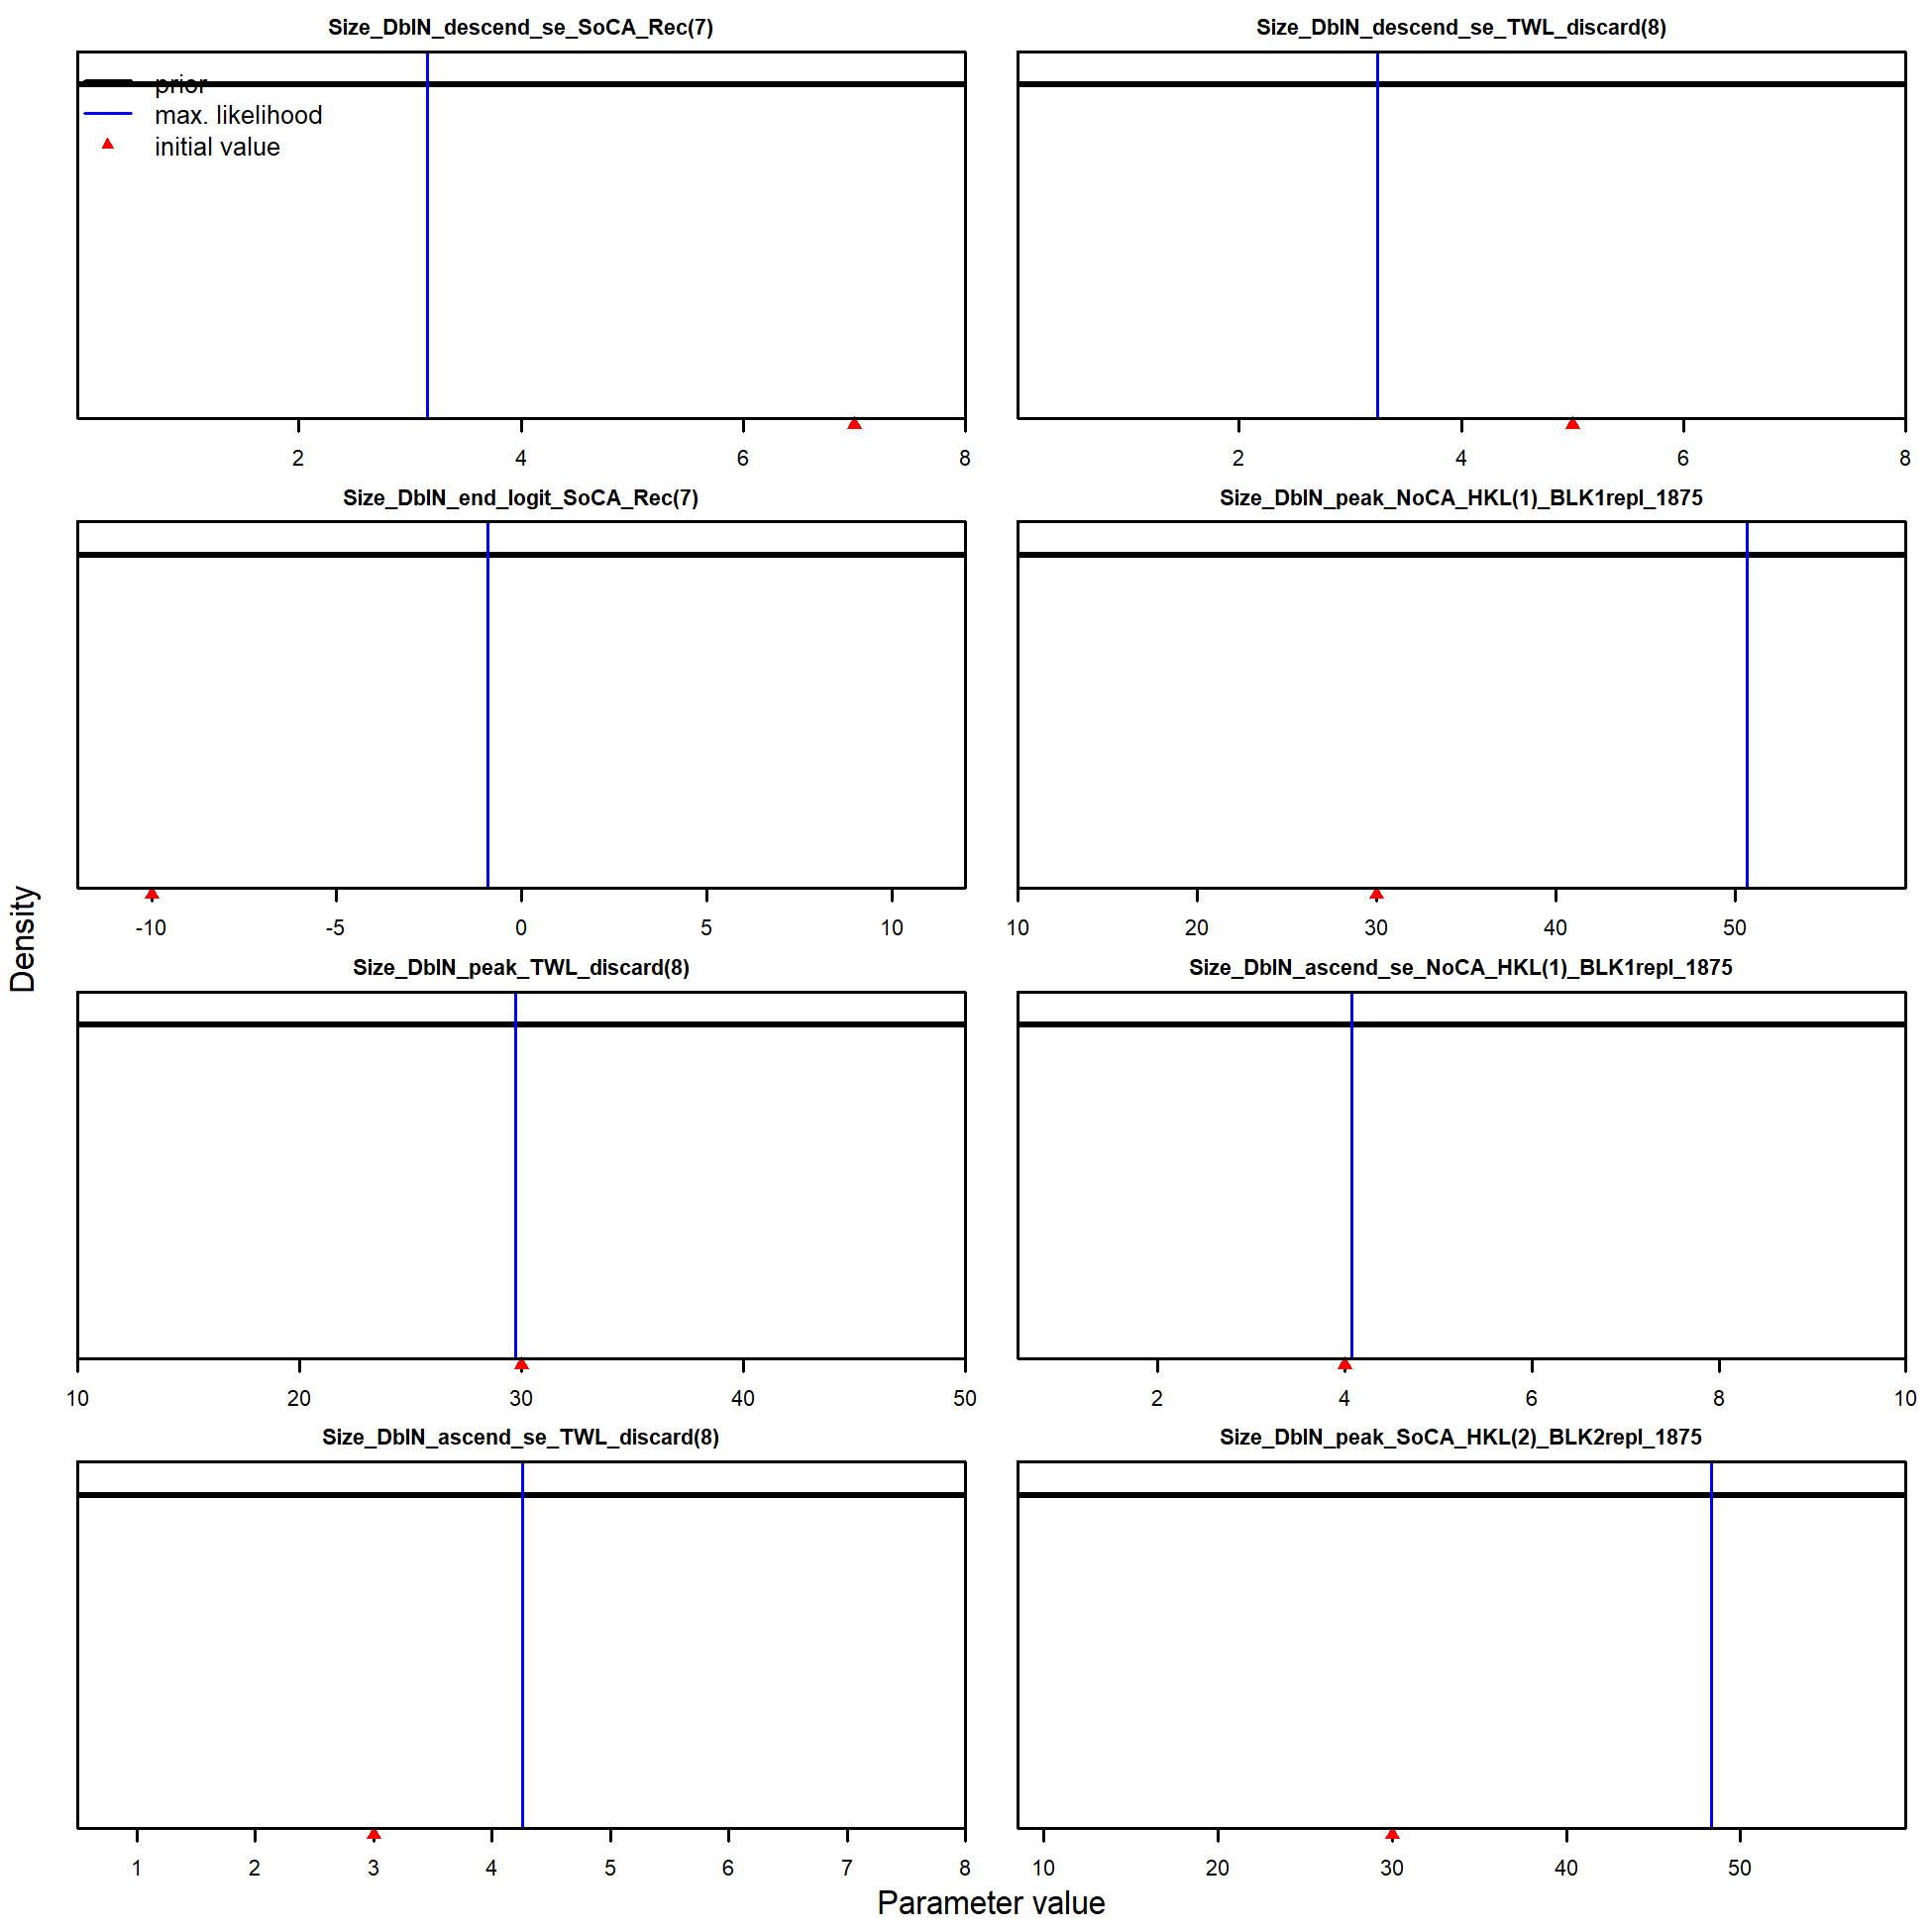 Size_DblN_descend_se_SoCA_Rec(7)
Size_DblN_descend_se_TWL_discard(8)
prior
max. likelihood
initial value
2 4 6 8
2 4 6 8
Size_DblN_end_logit_SoCA_Rec(7)
Size_DblN_peak_NoCA_HKL(1)_BLK1repl_1875
-10 -5 0 5 10
10 20 30 40 50
Size_DblN_peak_TWL_discard(8)
Size_DblN_ascend_se_NoCA_HKL(1)_BLK1repl_1875
10 20 30 40 50
2 4 6 8 10
Size_DblN_ascend_se_TWL_discard(8)
Size_DblN_peak_SoCA_HKL(2)_BLK2repl_1875
1 2 3 4 5 6 7 8
10 20 30 40 50
Density
Parameter value